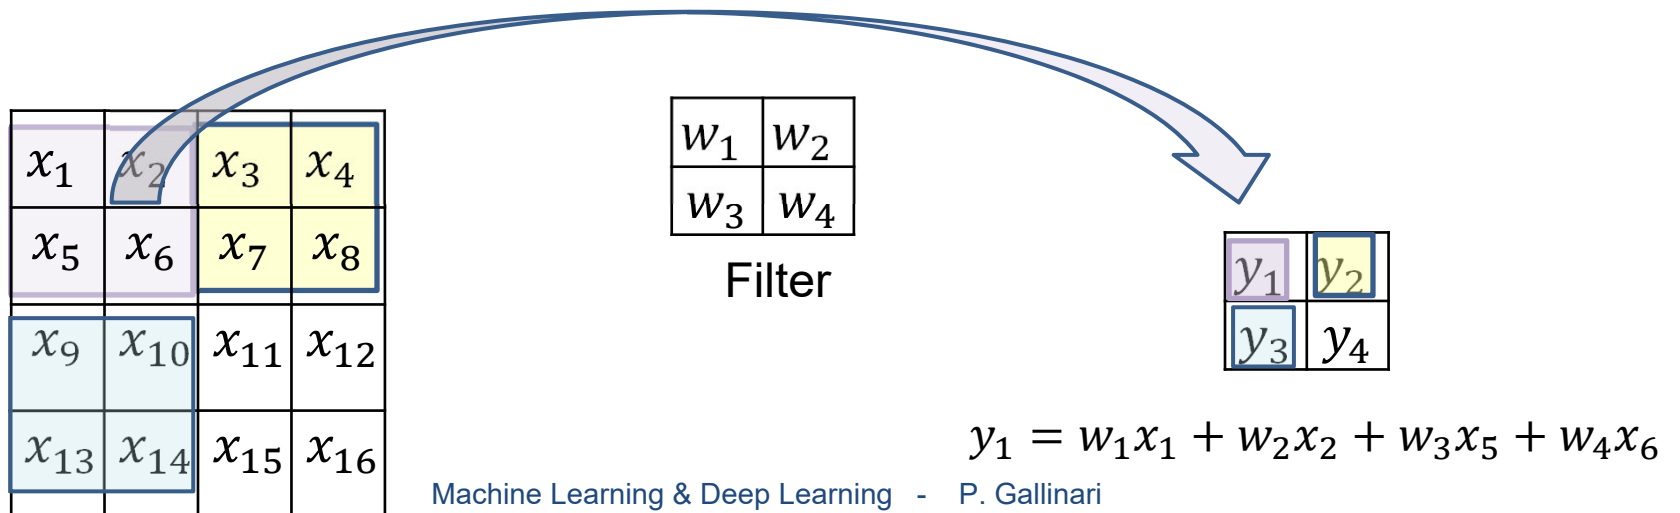 x₁ x₂ x₃ x₄
x₅ x₆ x₇ x₈
x₉ x₁₀ x₁₁ x₁₂
x₁₃ x₁₄ x₁₅ x₁₆
w₁ w₂
w₃ w₄
Filter
y₁ y₂
y₃ y₄
y₁ = w₁x₁ + w₂x₂ + w₃x₅ + w₄x₆
Machine Learning & Deep Learning - P. Gallinari